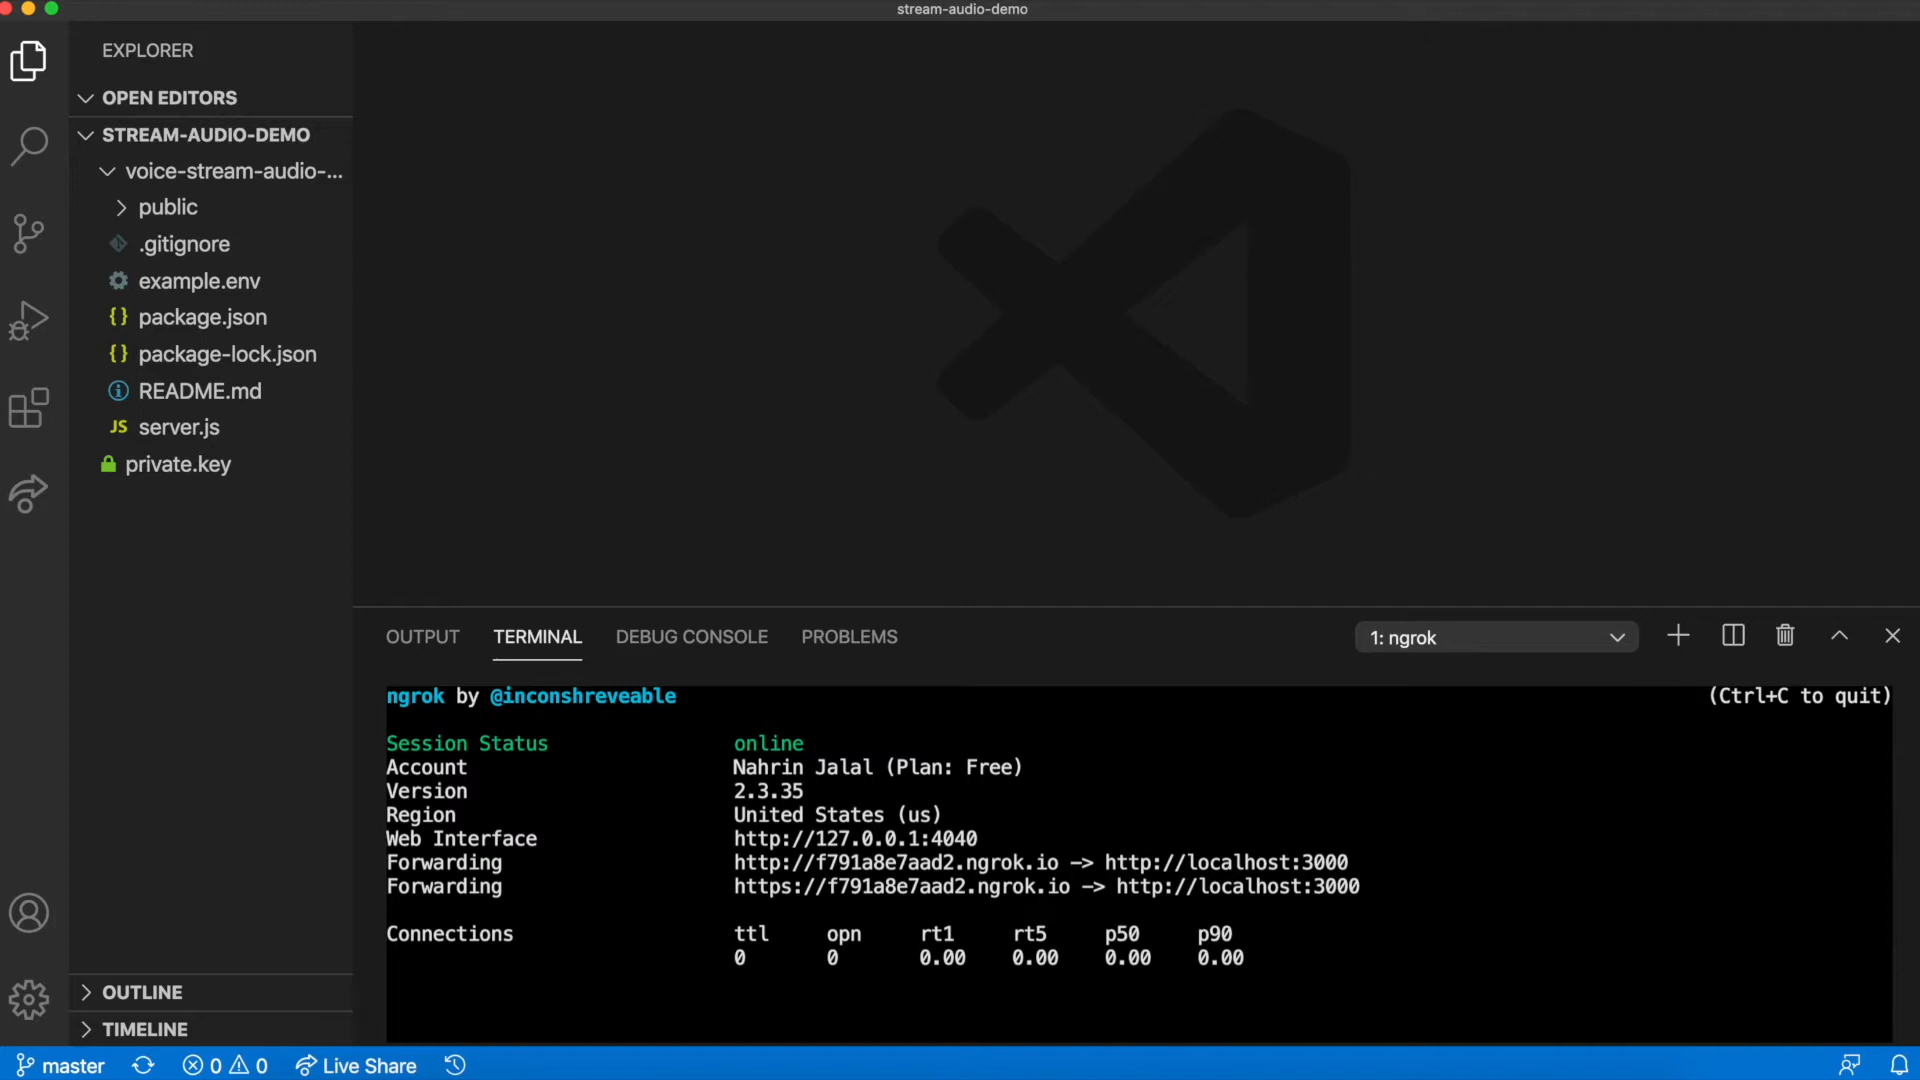 stream-audio-demo
EXPLORER
OPEN EDITORS
STREAM-AUDIO-DEMO
voice-stream-audio-...
public
.gitignore
example.env
{} package.json
{} package-lock.json
README.md
JS server.js
private.key
OUTLINE
TIMELINE
OUTPUT TERMINAL DEBUG CONSOLE PROBLEMS 1: ngrok
ngrok by @inconshreveable (Ctrl+C to quit)
Session Status online
Account Nahrin Jalal (Plan: Free)
Version 2.3.35
Region United States (us)
Web Interface http://127.0.0.1:4040
Forwarding http://f791a8e7aad2.ngrok.io -> http://localhost:3000
Forwarding https://f791a8e7aad2.ngrok.io -> http://localhost:3000
Connections ttl opn rt1 rt5 p50 p90
0 0 0.00 0.00 0.00 0.00
master 0 0 Live Share